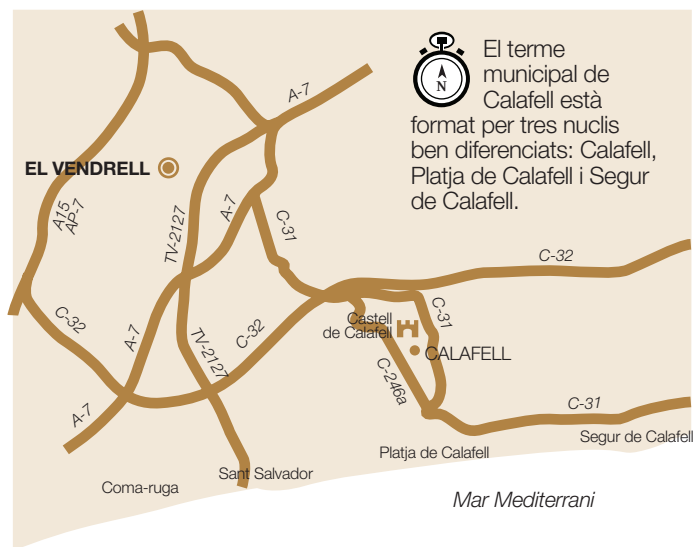 El terme
municipal de
Calafell està
format per tres nuclis
ben diferenciats: Calafell,
Platja de Calafell i Segur
de Calafell.
N
A-7
EL VENDRELL
A15
AP-7
TV-2127
A-7
C-31
C-32
C-32
A-7
TV-2127
C-32
Castell
de Calafell
C-31
CALAFELL
C-246a
A-7
C-31
Segur de Calafell
Platja de Calafell
Sant Salvador
Coma-ruga
Mar Mediterrani